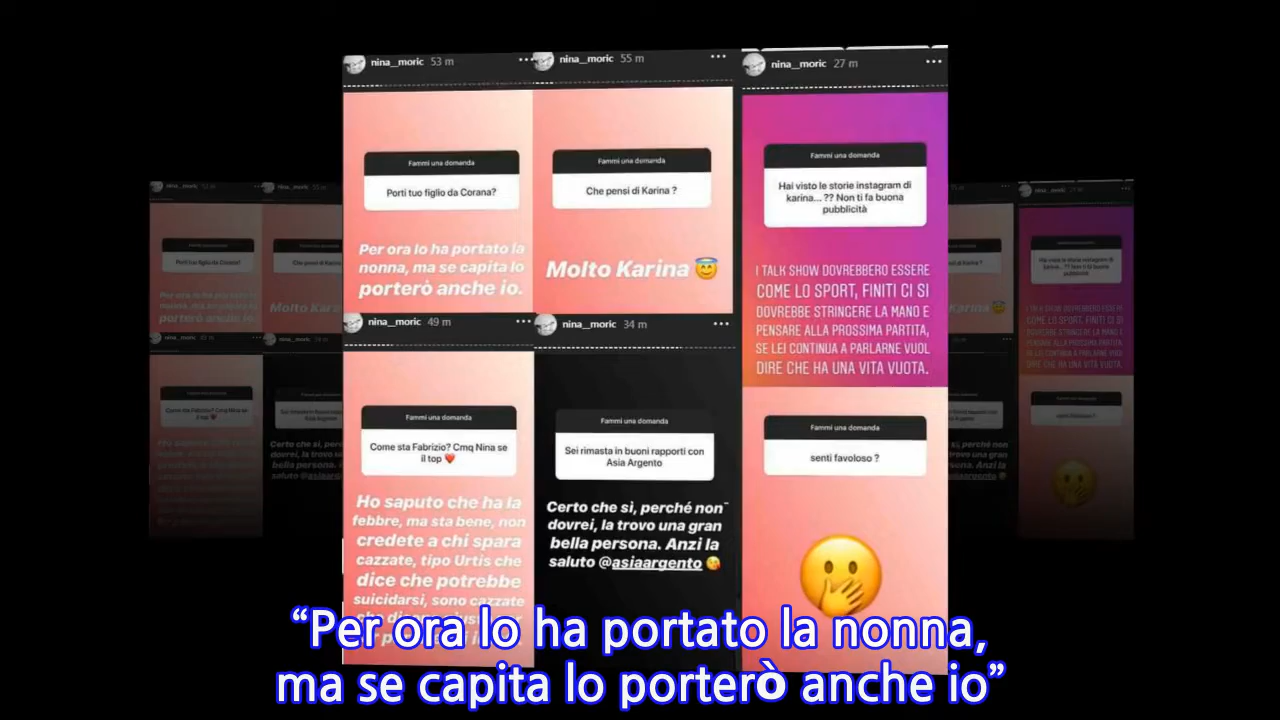 nina__moric 53 m
Fammi una domanda
Porti tuo figlio da Corana?
Per ora lo ha portato la
nonna, ma se capita lo
porterò anche io.
nina__moric 55 m
Fammi una domanda
Che pensi di Karina ?
Molto Karina 😇
nina__moric 27 m
Fammi una domanda
Hai visto le storie instagram di
karina... ?? Non ti fa buona
pubblicità
I TALK SHOW DOVREBBERO ESSERE
COME LO SPORT, FINITI CI SI
DOVREBBE STRINGERE LA MANO E
PENSARE ALLA PROSSIMA PARTITA,
SE LEI CONTINUA A PARLARNE VUOL
DIRE CHE HA UNA VITA VUOTA.
nina__moric 49 m
Fammi una domanda
Come sta Fabrizio? Cmq Nina se
il top ❤️
Ho saputo che ha la
febbre, ma sta bene, non
credete a chi spara
cazzate, tipo Urtis che
dice che potrebbe
suicidarsi, sono cazzate
nina__moric 34 m
Fammi una domanda
Sei rimasta in buoni rapporti con
Asia Argento
Certo che sì, perché non
dovrei, la trovo una gran
bella persona. Anzi la
saluto @asiaargento 😘
Fammi una domanda
senti favoloso ?
“Per ora lo ha portato la nonna,
ma se capita lo porterò anche io”